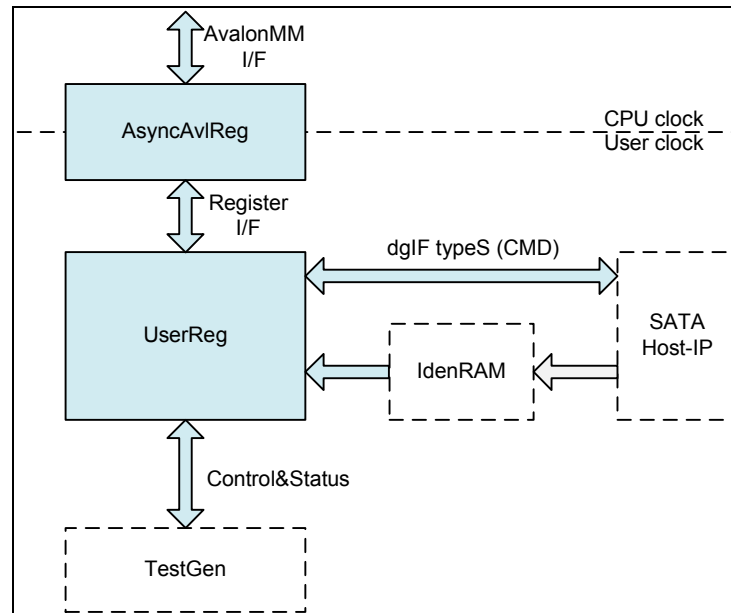 AvalonMM
I/F
AsyncAvlReg
CPU clock
User clock
Register
I/F
dgIF typeS (CMD)
UserReg
IdenRAM
SATA
Host-IP
Control&Status
TestGen